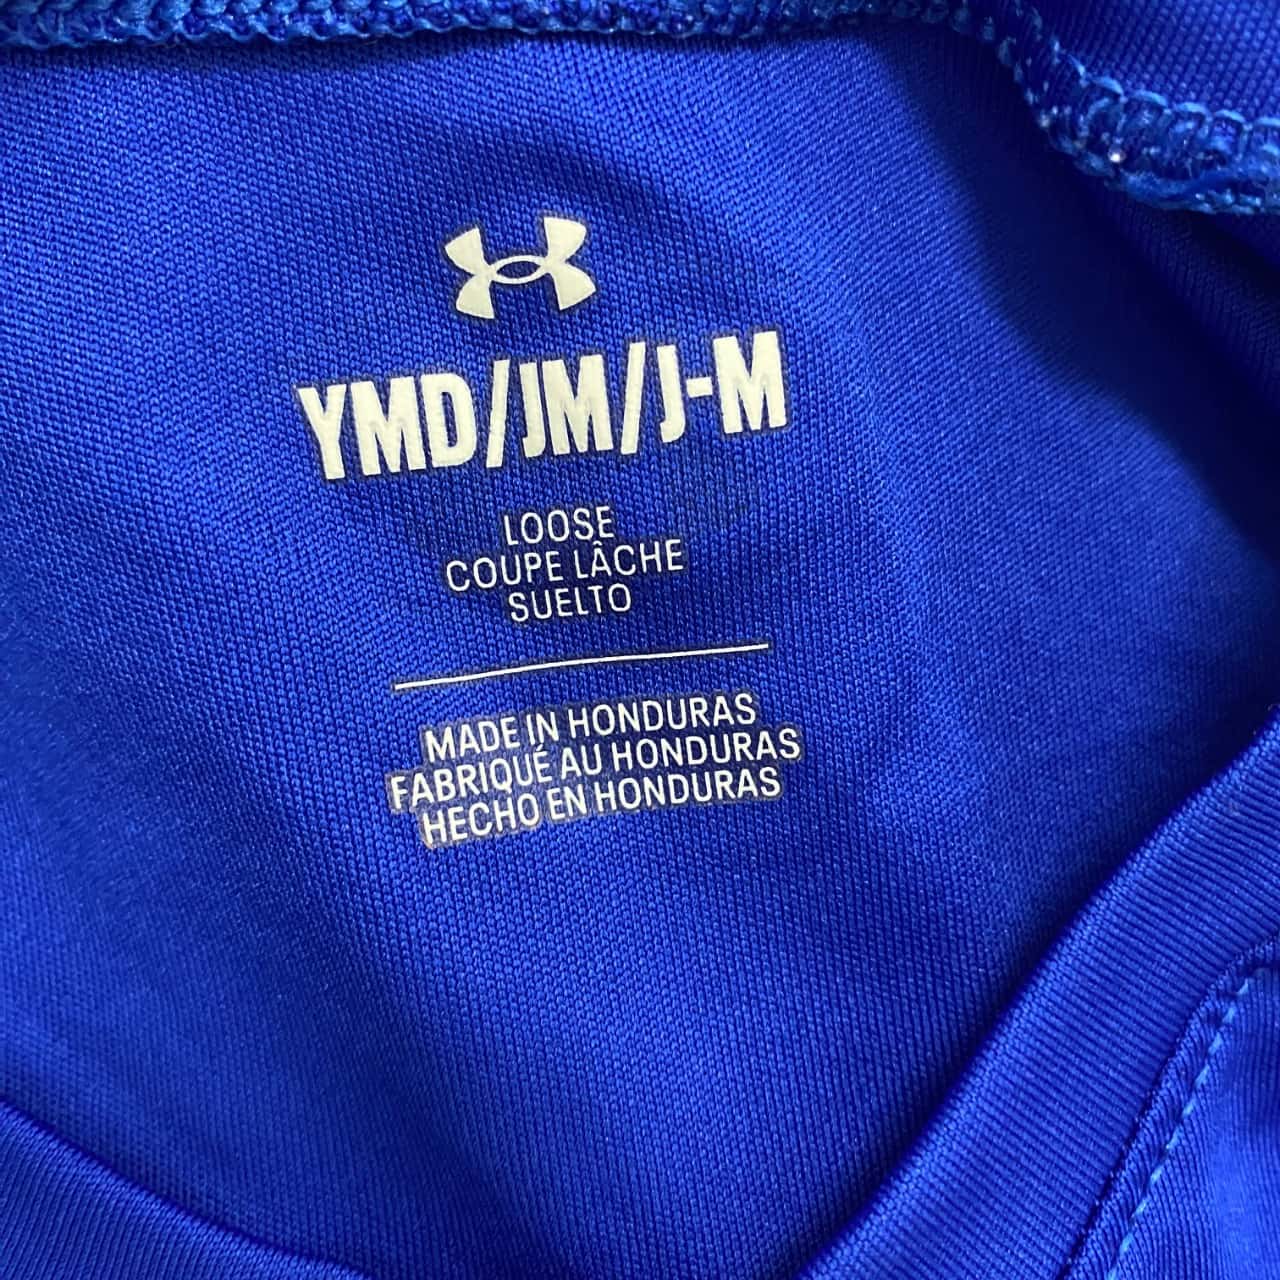 YMD/JM/J-M
LOOSE
COUPE LÂCHE
SUELTO
MADE IN HONDURAS
FABRIQUÉ AU HONDURAS
HECHO EN HONDURAS